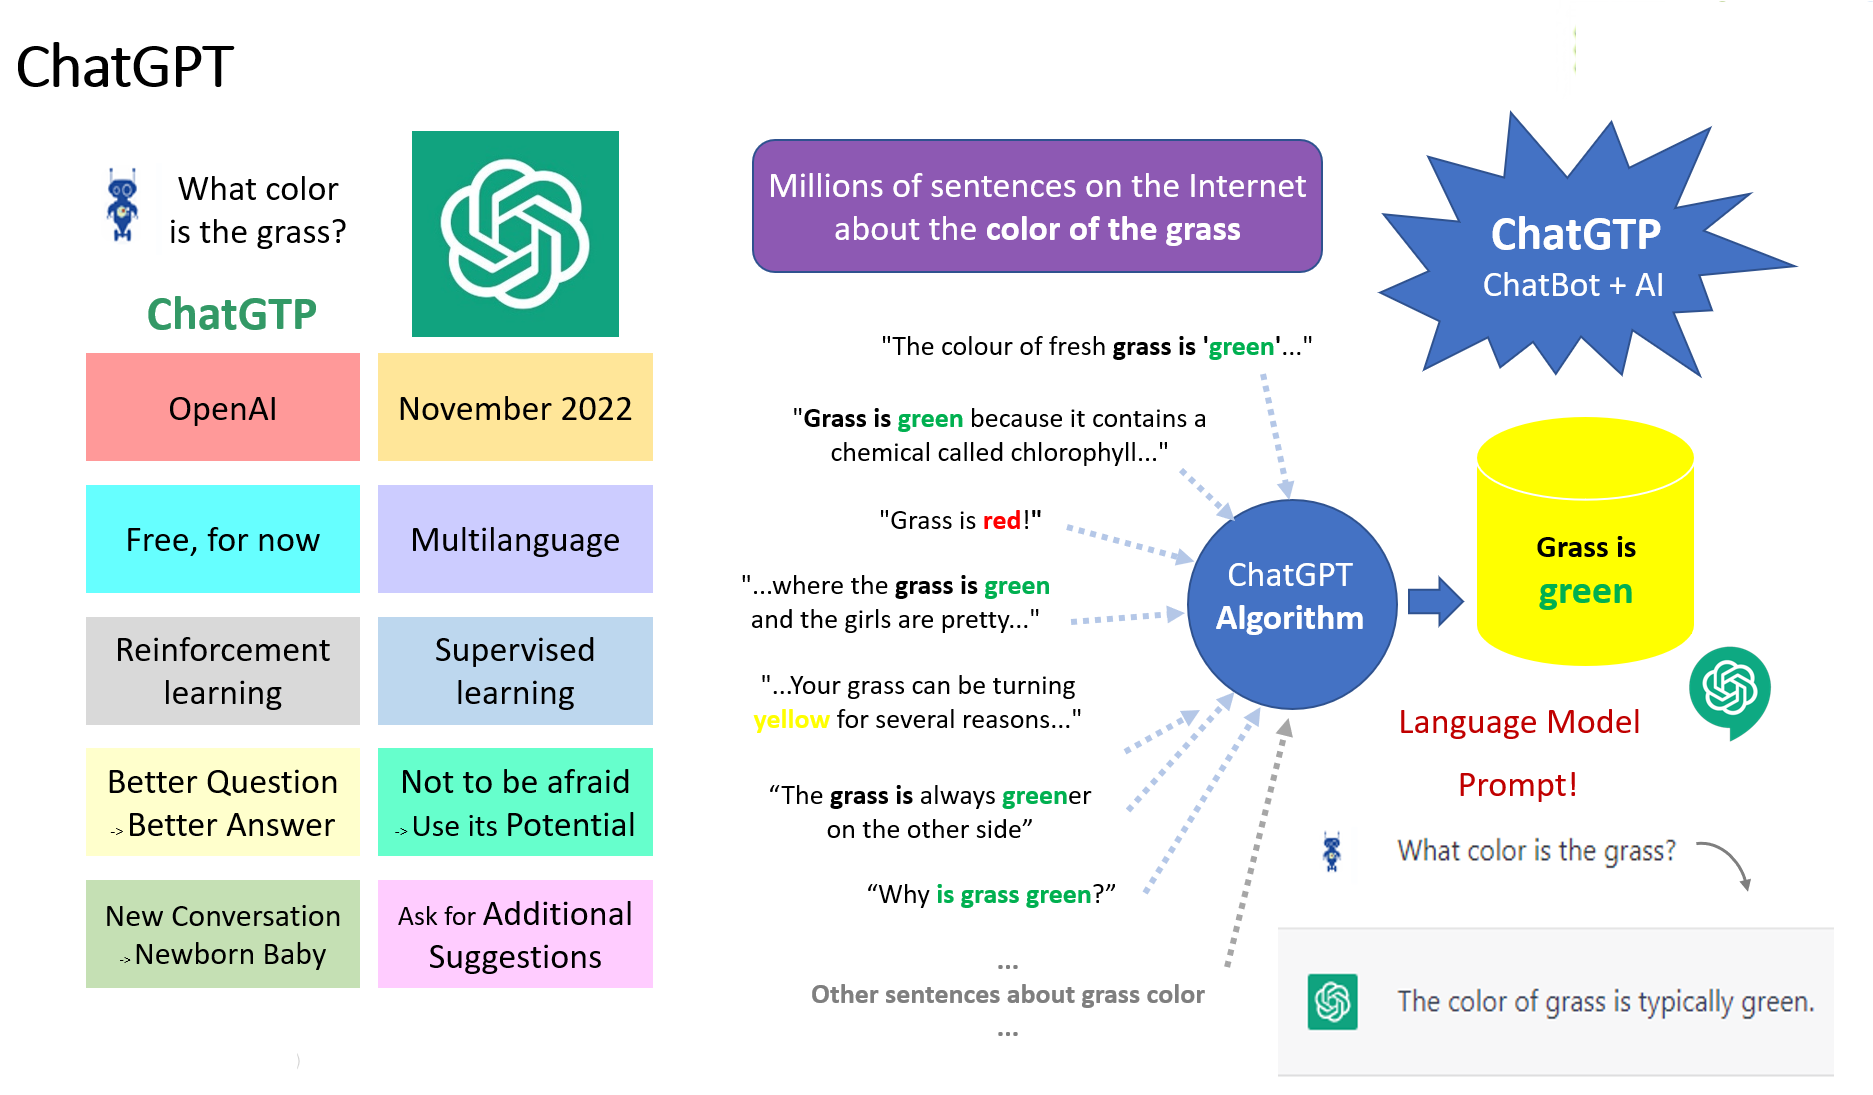 ChatGPT
What color
is the grass?
ChatGTP
OpenAI
November 2022
Free, for now
Multilanguage
Reinforcement
learning
Supervised
learning
Better Question
-> Better Answer
Not to be afraid
-> Use its Potential
New Conversation
-> Newborn Baby
Ask for Additional
Suggestions
Millions of sentences on the Internet
about the color of the grass
"The colour of fresh grass is 'green'..."
"Grass is green because it contains a
chemical called chlorophyll..."
"Grass is red!"
"...where the grass is green
and the girls are pretty..."
"...Your grass can be turning
yellow for several reasons..."
“The grass is always greener
on the other side”
“Why is grass green?”
...
Other sentences about grass color
...
ChatGPT
Algorithm
ChatGTP
ChatBot + AI
Grass is
green
Language Model
Prompt!
What color is the grass?
The color of grass is typically green.